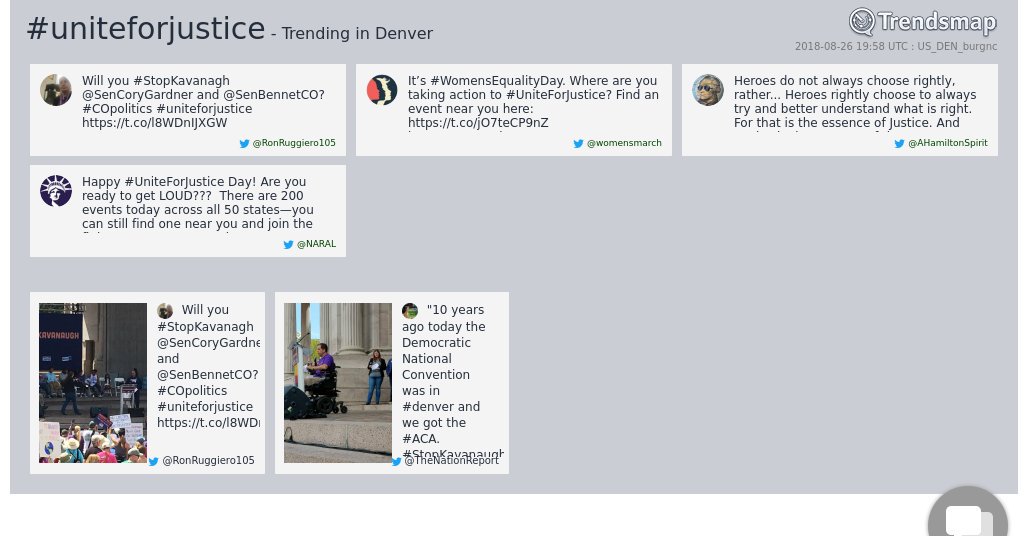 #uniteforjustice - Trending in Denver
Trendsmap
2018-08-26 19:58 UTC : US_DEN_burgnc
Will you #StopKavanagh
@SenCoryGardner and @SenBennetCO?
#COpolitics #uniteforjustice
https://t.co/l8WDnIJXGW
@RonRuggiero105
It’s #WomensEqualityDay. Where are you
taking action to #UniteForJustice? Find an
event near you here:
https://t.co/jO7teCP9nZ
@womensmarch
Heroes do not always choose rightly,
rather... Heroes rightly choose to always
try and better understand what is right.
For that is the essence of Justice. And
@AHamiltonSpirit
Happy #UniteForJustice Day! Are you
ready to get LOUD???  There are 200
events today across all 50 states—you
can still find one near you and join the
@NARAL
KAVANAUGH
Will you
#StopKavanagh
@SenCoryGardne
and
@SenBennetCO?
#COpolitics
#uniteforjustice
https://t.co/l8WD
@RonRuggiero105
"10 years
ago today the
Democratic
National
Convention
was in
#denver and
we got the
#ACA.
#StopKavanaugh
@TheNationReport